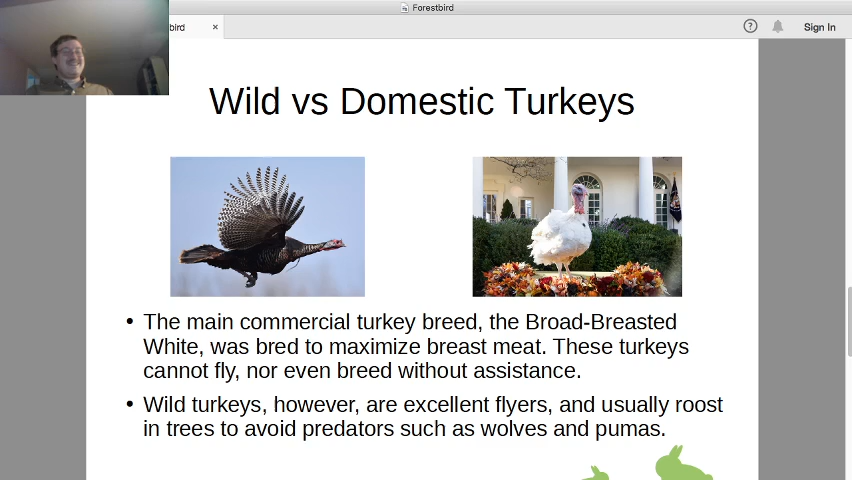 Forestbird
bird
×
?
Sign In
Wild vs Domestic Turkeys
• The main commercial turkey breed, the Broad-Breasted
White, was bred to maximize breast meat. These turkeys
cannot fly, nor even breed without assistance.
• Wild turkeys, however, are excellent flyers, and usually roost
in trees to avoid predators such as wolves and pumas.